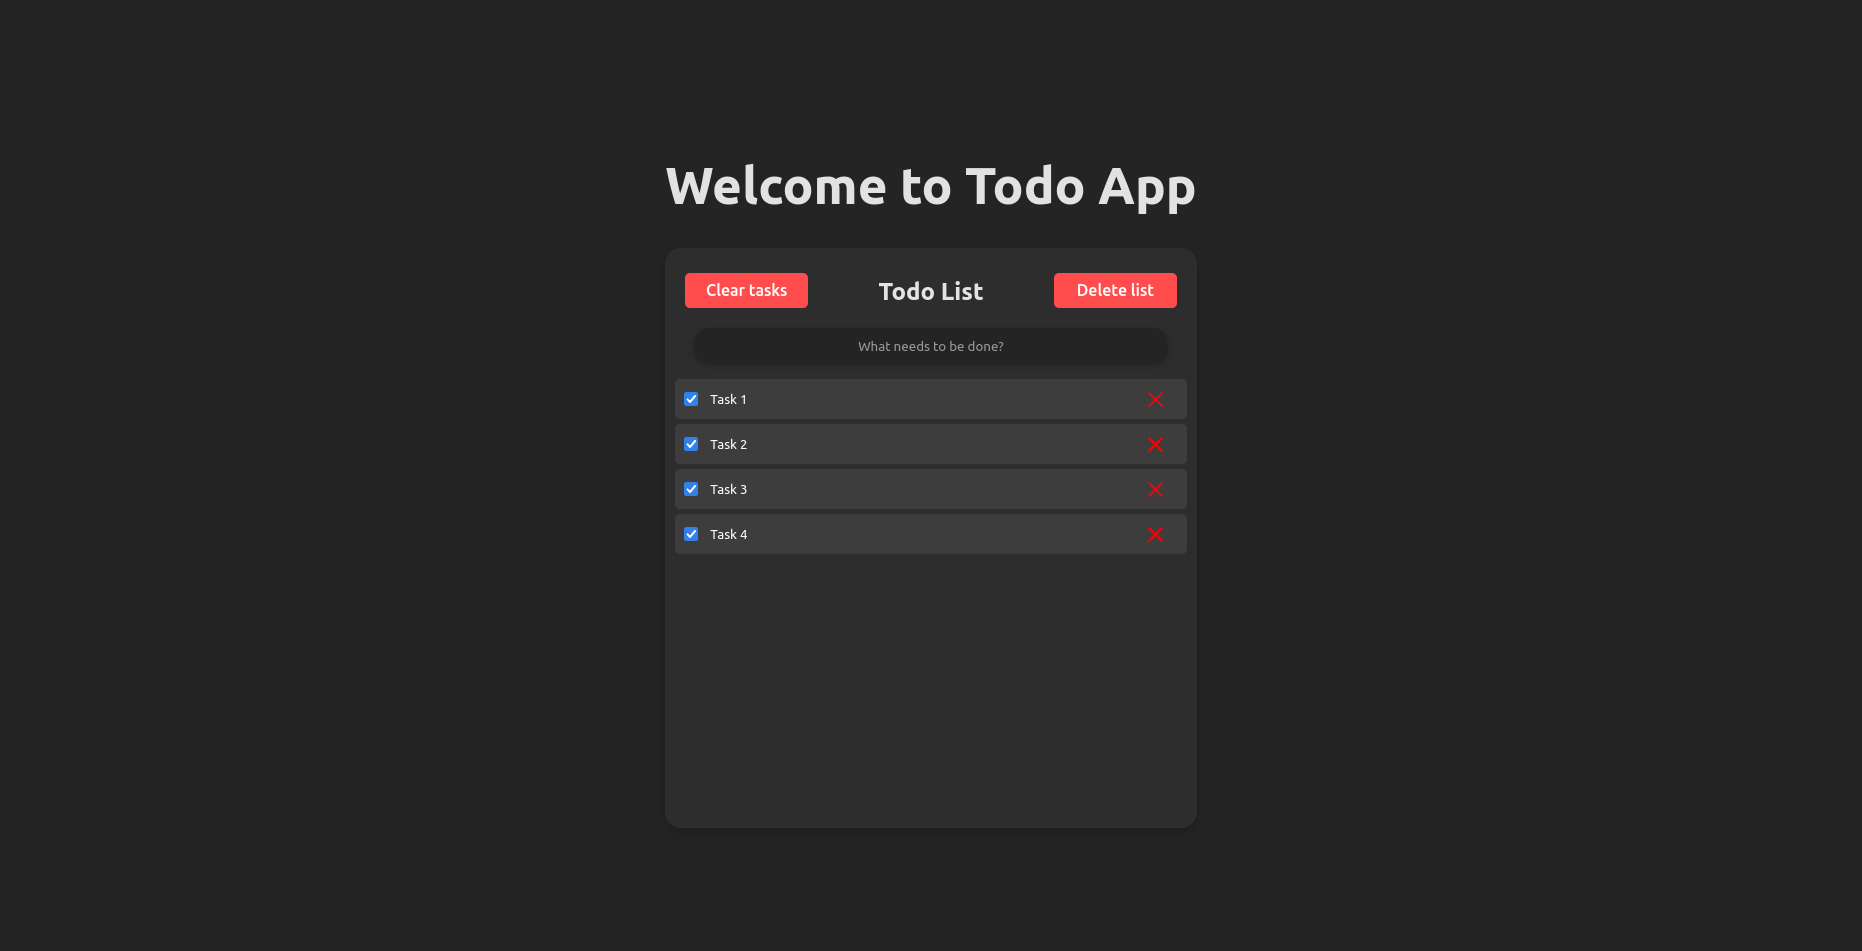 Welcome to Todo App
Clear tasks
Todo List
Delete list
What needs to be done?
Task 1
Task 2
Task 3
Task 4